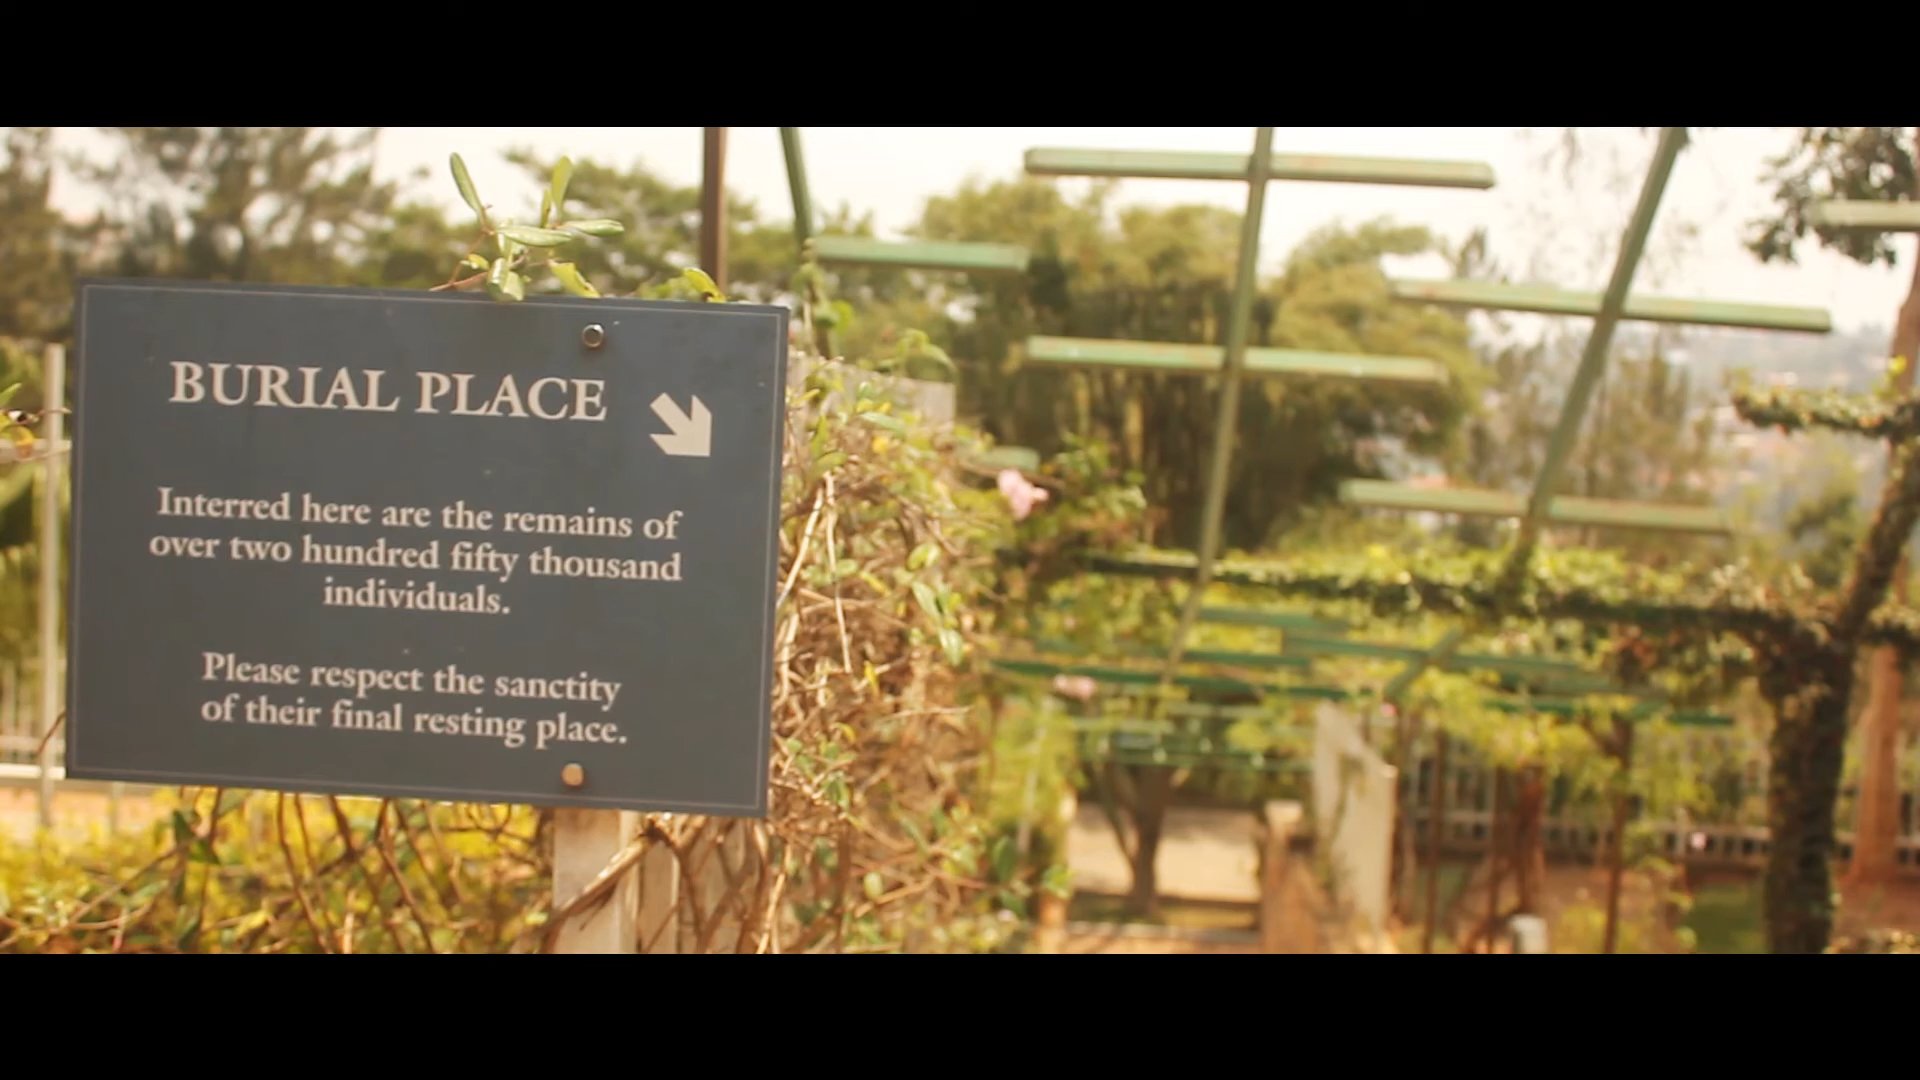 BURIAL PLACE
Interred here are the remains of
over two hundred fifty thousand
individuals.
Please respect the sanctity
of their final resting place.